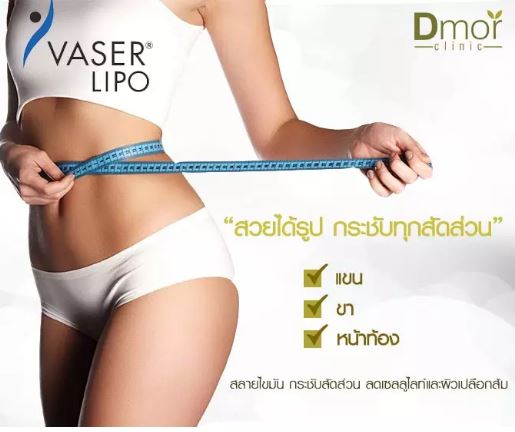 VASER®
LIPO
Dmor
clinic
“สวยได้รูป กระชับทุกสัดส่วน”
แขน
ขา
หน้าท้อง
สลายไขมัน กระชับสัดส่วน ลดเซลลูไลท์และผิวเปลือกส้ม